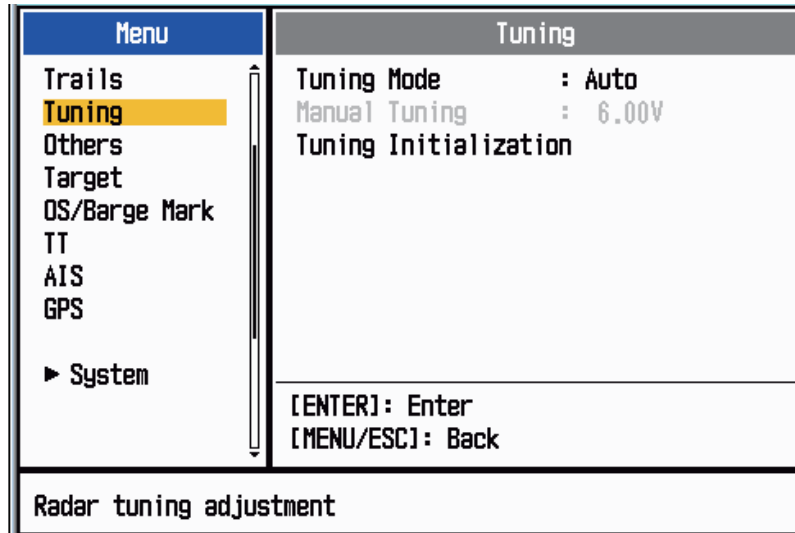 Menu
Trails
Tuning
Others
Target
OS/Barge Mark
TT
AIS
GPS
► System
Tuning
Tuning Mode : Auto
Manual Tuning : 6.00V
Tuning Initialization
[ENTER]: Enter
[MENU/ESC]: Back
Radar tuning adjustment